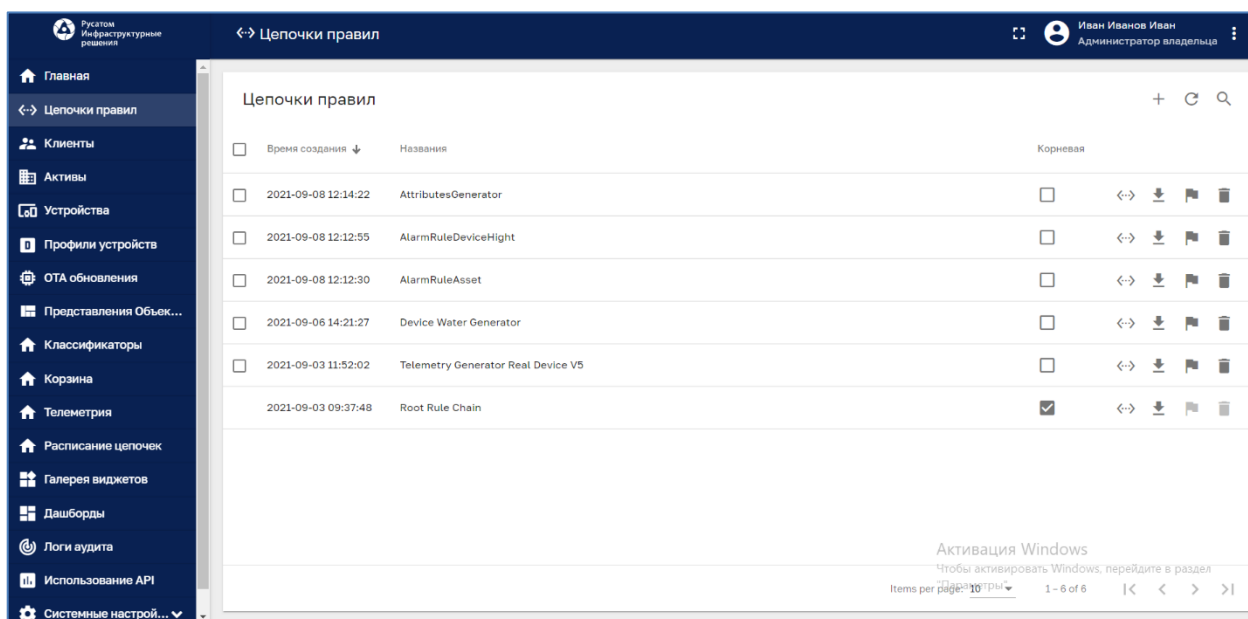 Русатом
Инфраструктурные
решения
Цепочки правил
Иван Иванов Иван
Администратор владельца
Главная
Цепочки правил
Клиенты
Активы
Устройства
Профили устройств
ОТА обновления
Представления Объек...
Классификаторы
Корзина
Телеметрия
Расписание цепочек
Галерея виджетов
Дашборды
Логи аудита
Использование API
Системные настрой...
Цепочки правил
Время создания Названия Корневая
2021-09-08 12:14:22 AttributesGenerator
2021-09-08 12:12:55 AlarmRuleDeviceHight
2021-09-08 12:12:30 AlarmRuleAsset
2021-09-06 14:21:27 Device Water Generator
2021-09-03 11:52:02 Telemetry Generator Real Device V5
2021-09-03 09:37:48 Root Rule Chain
Активация Windows
Чтобы активировать Windows, перейдите в раздел
"Параметры".
Items per page: 10 1 – 6 of 6